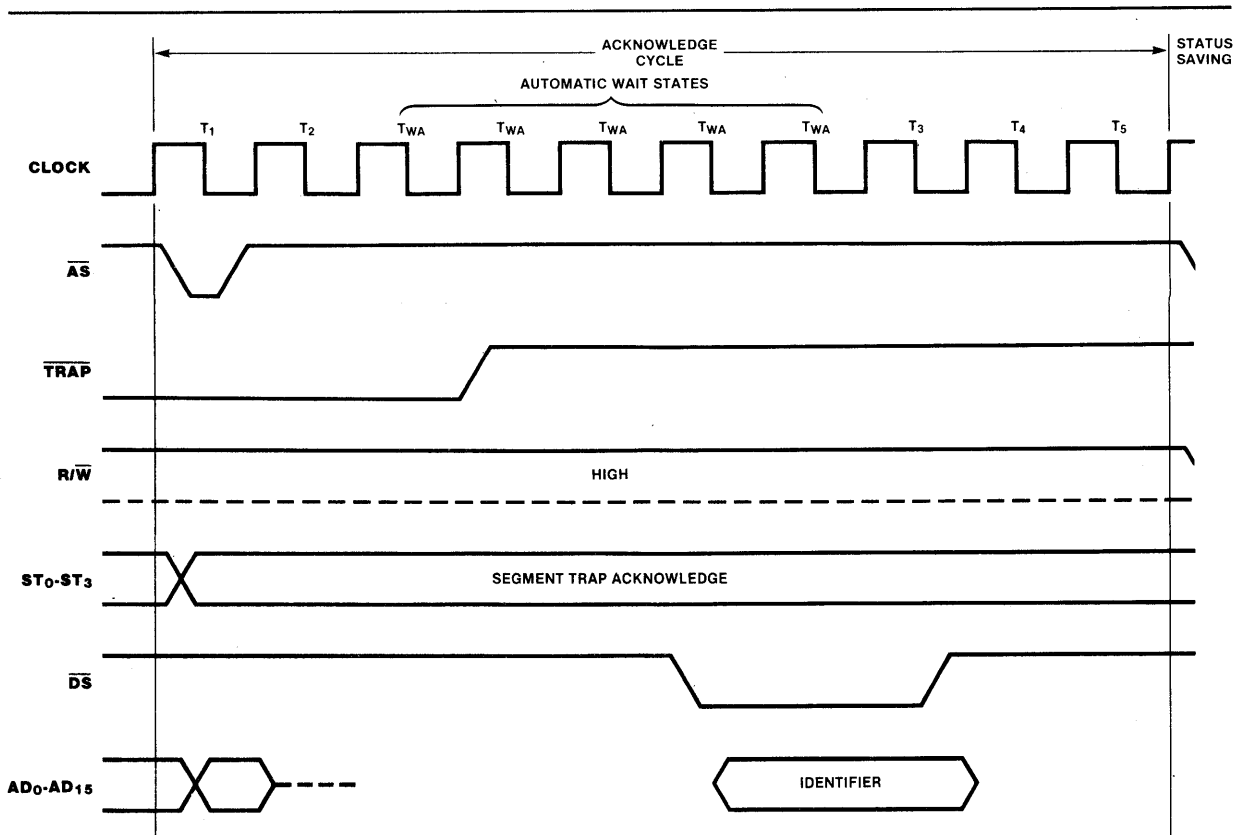 ACKNOWLEDGE
CYCLE
STATUS
SAVING
AUTOMATIC WAIT STATES
T1 T2 TWA TWA TWA TWA TWA T3 T4 T5
CLOCK
AS
TRAP
R/W
HIGH
ST0-ST3
SEGMENT TRAP ACKNOWLEDGE
DS
AD0-AD15
IDENTIFIER